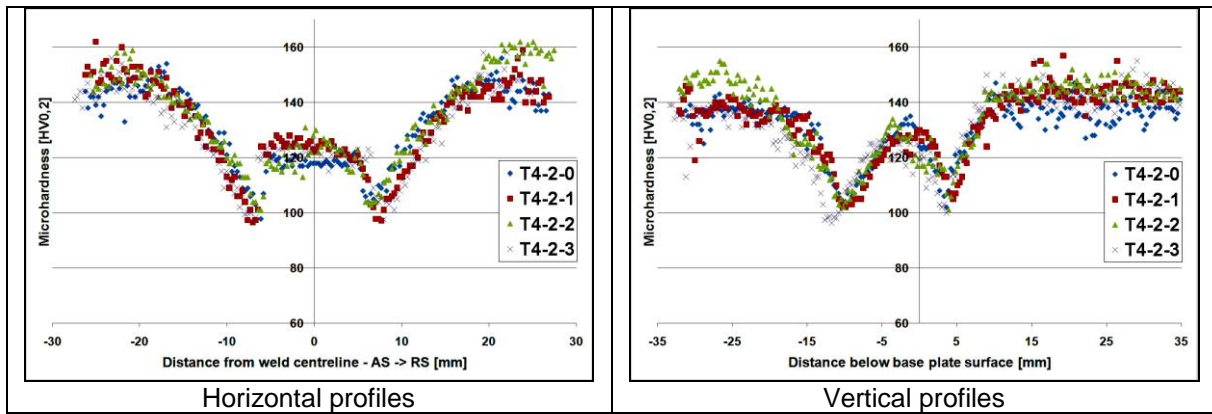 160
140
120
100
80
60
Microhardness [HV0,2]
T4-2-0
T4-2-1
T4-2-2
T4-2-3
-30 -20 -10 0 10 20 30
Distance from weld centreline - AS -> RS [mm]
Horizontal profiles
160
140
120
100
80
60
Microhardness [HV0,2]
T4-2-0
T4-2-1
T4-2-2
T4-2-3
-35 -25 -15 -5 5 15 25 35
Distance below base plate surface [mm]
Vertical profiles